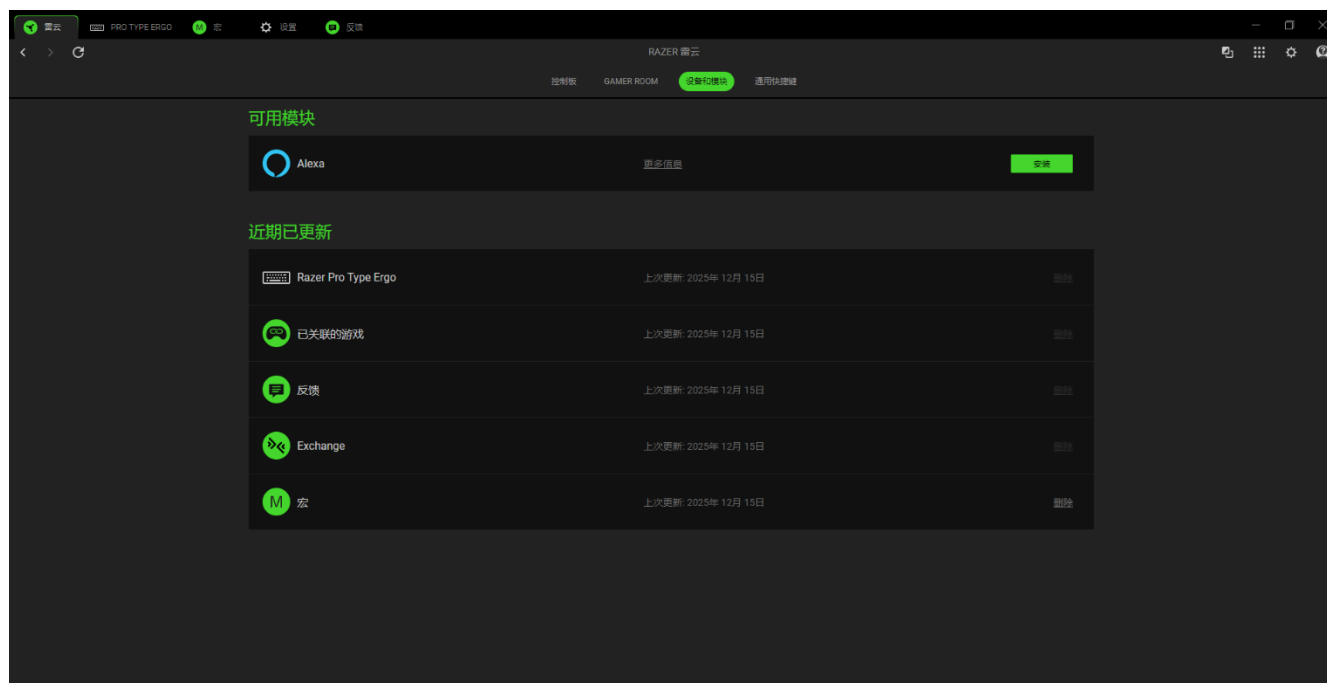 雷云 PRO TYPE ERGO M 宏 设置 反馈
RAZER 雷云
控制板 GAMER ROOM 设备和模块 通用快捷键
可用模块
Alexa 更多信息 安装
近期已更新
Razer Pro Type Ergo 上次更新: 2025年 12月 15日 删除
已关联的游戏 上次更新: 2025年 12月 15日 删除
反馈 上次更新: 2025年 12月 15日 删除
Exchange 上次更新: 2025年 12月 15日 删除
M 宏 上次更新: 2025年 12月 15日 删除